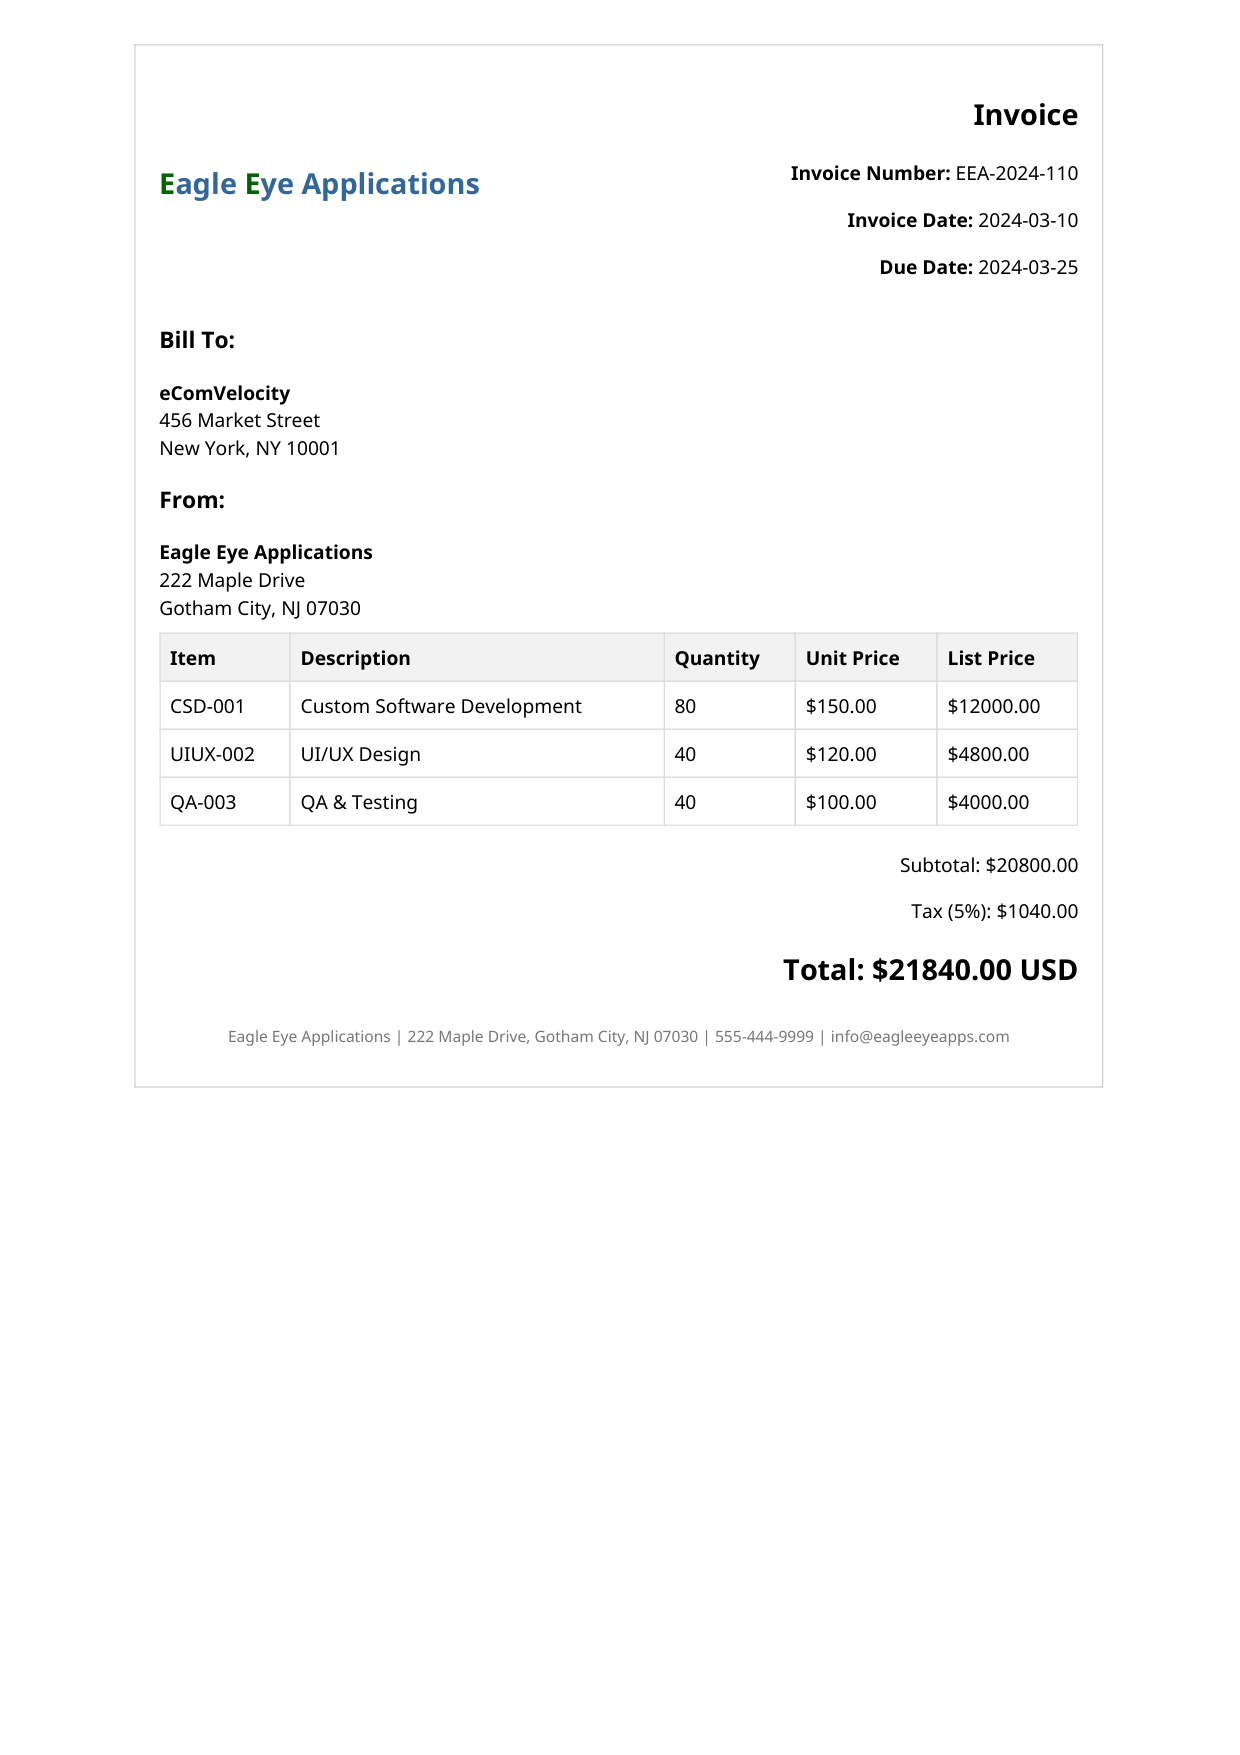 Invoice
Eagle Eye Applications
Invoice Number: EEA-2024-110
Invoice Date: 2024-03-10
Due Date: 2024-03-25
Bill To:
eComVelocity
456 Market Street
New York, NY 10001
From:
Eagle Eye Applications
222 Maple Drive
Gotham City, NJ 07030
Item Description Quantity Unit Price List Price
CSD-001 Custom Software Development 80 $150.00 $12000.00
UIUX-002 UI/UX Design 40 $120.00 $4800.00
QA-003 QA & Testing 40 $100.00 $4000.00
Subtotal: $20800.00
Tax (5%): $1040.00
Total: $21840.00 USD
Eagle Eye Applications | 222 Maple Drive, Gotham City, NJ 07030 | 555-444-9999 | info@eagleeyeapps.com